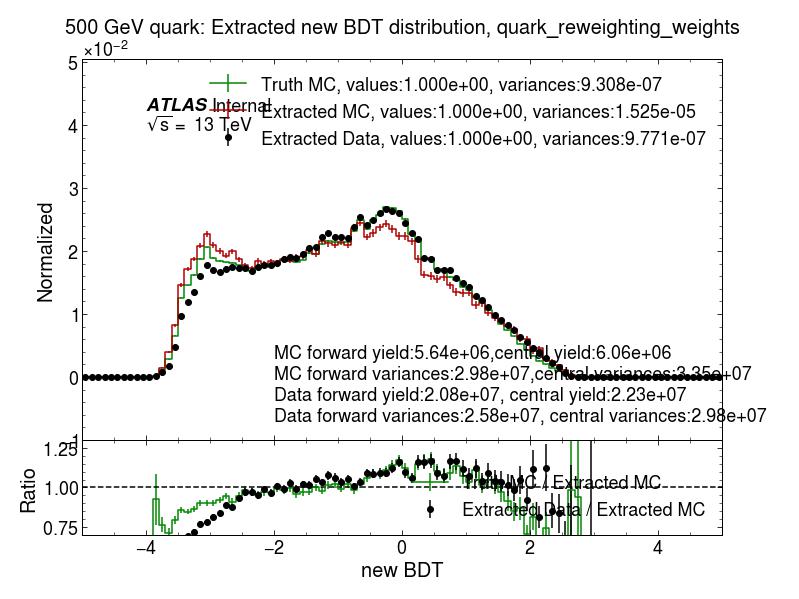 500 GeV quark: Extracted new BDT distribution, quark_reweighting_weights
×10⁻²
5
4
3
2
1
0
−1
Normalized
ATLAS Internal
√s = 13 TeV
Truth MC, values:1.000e+00, variances:9.308e-07
Extracted MC, values:1.000e+00, variances:1.525e-05
Extracted Data, values:1.000e+00, variances:9.771e-07
MC forward yield:5.64e+06,central yield:6.06e+06
MC forward variances:2.98e+07,central variances:3.35e+07
Data forward yield:2.08e+07, central yield:2.23e+07
Data forward variances:2.58e+07, central variances:2.98e+07
1.25
1.00
0.75
Ratio
Truth MC / Extracted MC
Extracted Data / Extracted MC
−4 −2 0 2 4
new BDT